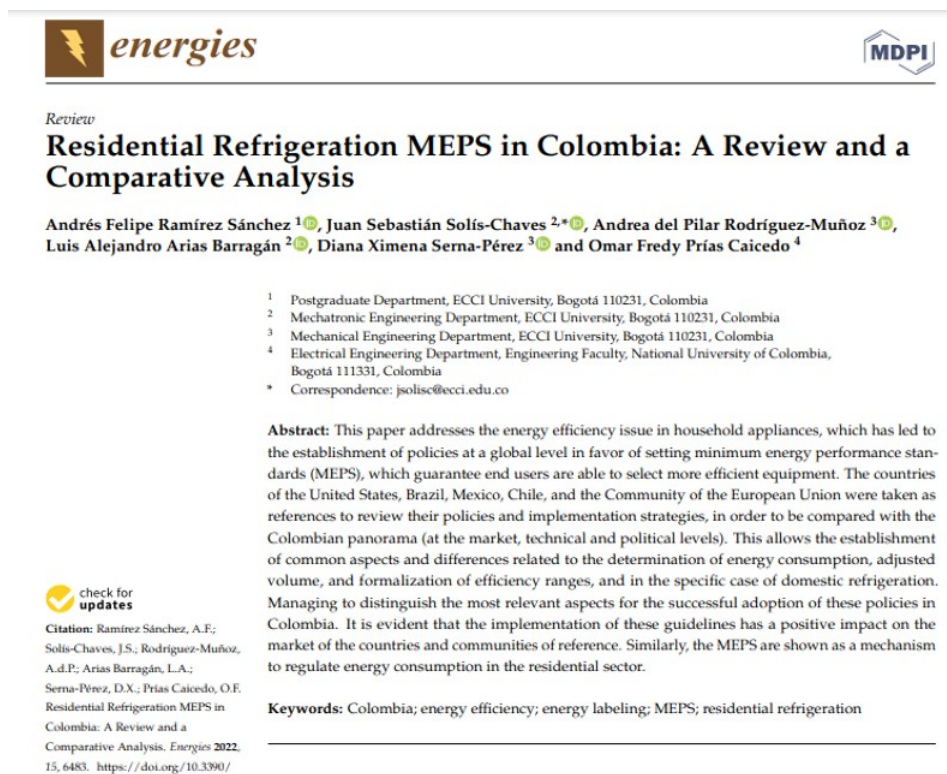 energies
MDPI
Review
Residential Refrigeration MEPS in Colombia: A Review and a
Comparative Analysis
Andrés Felipe Ramírez Sánchez 1, Juan Sebastián Solís-Chaves 2,*, Andrea del Pilar Rodríguez-Muñoz 3,
Luis Alejandro Arias Barragán 2, Diana Ximena Serna-Pérez 3 and Omar Fredy Prías Caicedo 4
1 Postgraduate Department, ECCI University, Bogotá 110231, Colombia
2 Mechatronic Engineering Department, ECCI University, Bogotá 110231, Colombia
3 Mechanical Engineering Department, ECCI University, Bogotá 110231, Colombia
4 Electrical Engineering Department, Engineering Faculty, National University of Colombia,
Bogotá 111331, Colombia
* Correspondence: jsolisc@ecci.edu.co
Abstract: This paper addresses the energy efficiency issue in household appliances, which has led to
the establishment of policies at a global level in favor of setting minimum energy performance stan-
dards (MEPS), which guarantee end users are able to select more efficient equipment. The countries
of the United States, Brazil, Mexico, Chile, and the Community of the European Union were taken as
references to review their policies and implementation strategies, in order to be compared with the
Colombian panorama (at the market, technical and political levels). This allows the establishment
of common aspects and differences related to the determination of energy consumption, adjusted
volume, and formalization of efficiency ranges, and in the specific case of domestic refrigeration.
Managing to distinguish the most relevant aspects for the successful adoption of these policies in
Colombia. It is evident that the implementation of these guidelines has a positive impact on the
market of the countries and communities of reference. Similarly, the MEPS are shown as a mechanism
to regulate energy consumption in the residential sector.
Keywords: Colombia; energy efficiency; energy labeling; MEPS; residential refrigeration
check for
updates
Citation: Ramírez Sánchez, A.F.;
Solís-Chaves, J.S.; Rodríguez-Muñoz,
A.d.P.; Arias Barragán, L.A.;
Serna-Pérez, D.X.; Prías Caicedo, O.F.
Residential Refrigeration MEPS in
Colombia: A Review and a
Comparative Analysis. Energies 2022,
15, 6483. https://doi.org/10.3390/